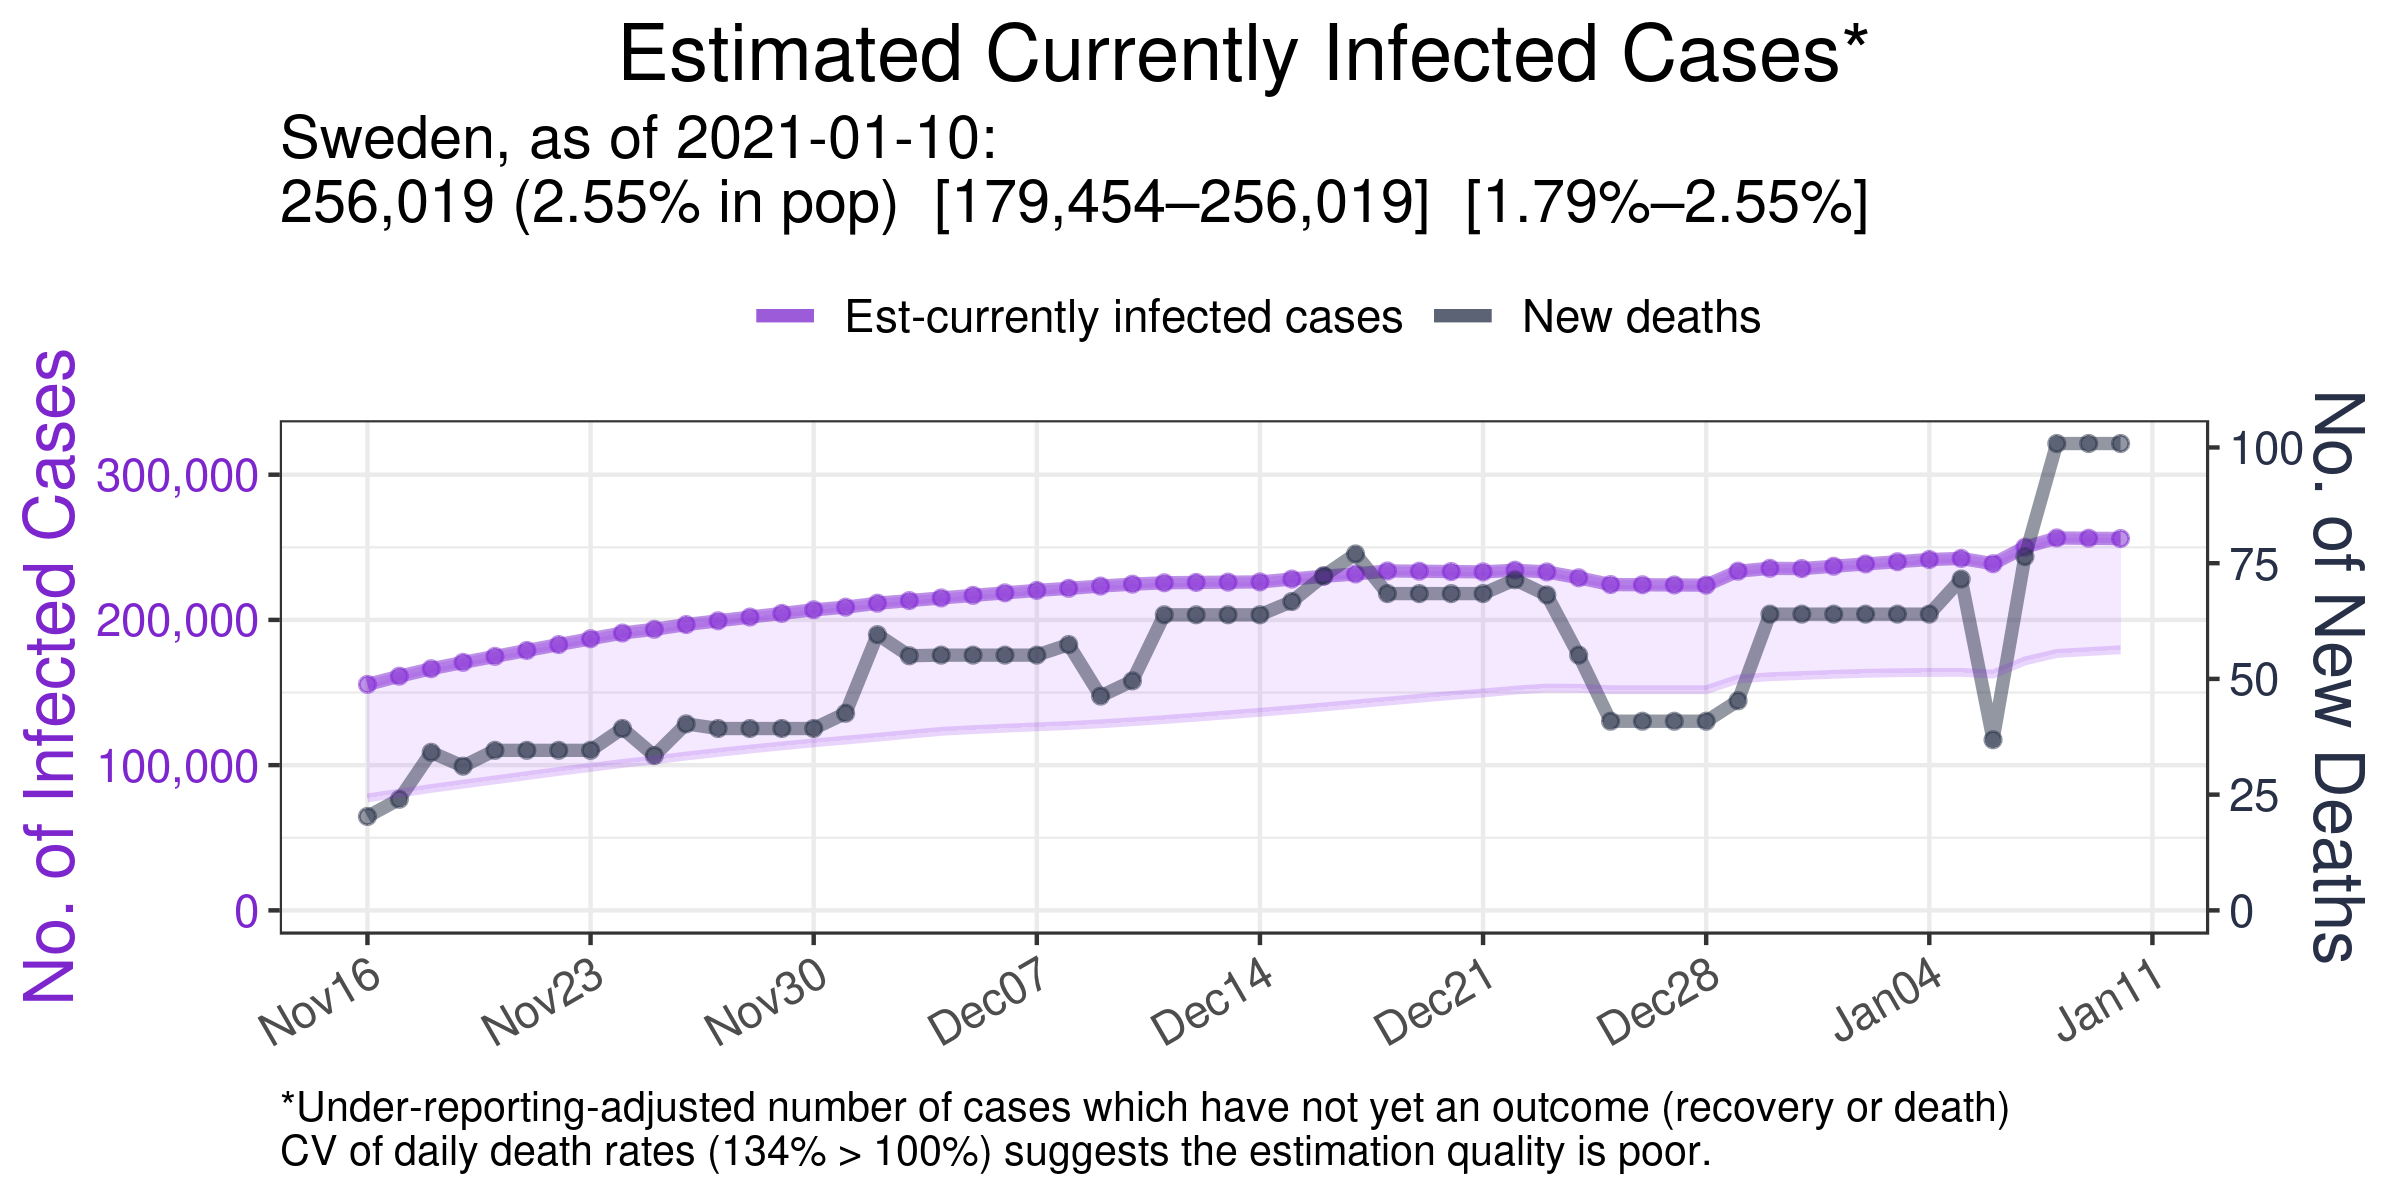 Estimated Currently Infected Cases*
Sweden, as of 2021-01-10:
256,019 (2.55% in pop)  [179,454–256,019]  [1.79%–2.55%]
Est-currently infected cases
New deaths
No. of Infected Cases
300,000
200,000
100,000
0
100
75
50
25
0
No. of New Deaths
Nov16
Nov23
Nov30
Dec07
Dec14
Dec21
Dec28
Jan04
Jan11
*Under-reporting-adjusted number of cases which have not yet an outcome (recovery or death)
CV of daily death rates (134% > 100%) suggests the estimation quality is poor.